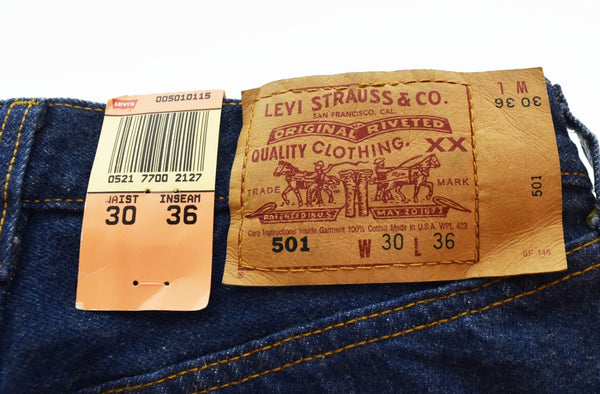 Levi's
005010115
0521 7700 2127
WAIST INSEAM
30 36
LEVI STRAUSS & CO.
SAN FRANCISCO, CAL
ORIGINAL RIVETED
QUALITY CLOTHING. XX
TRADE MARK
PATENTED IN U.S. MAY 20 1873
Care Instructions Inside Garment 100% Cotton Made in U.S.A. WPL 423
501 W 30 L 36
W L
30 36
501
SF 146